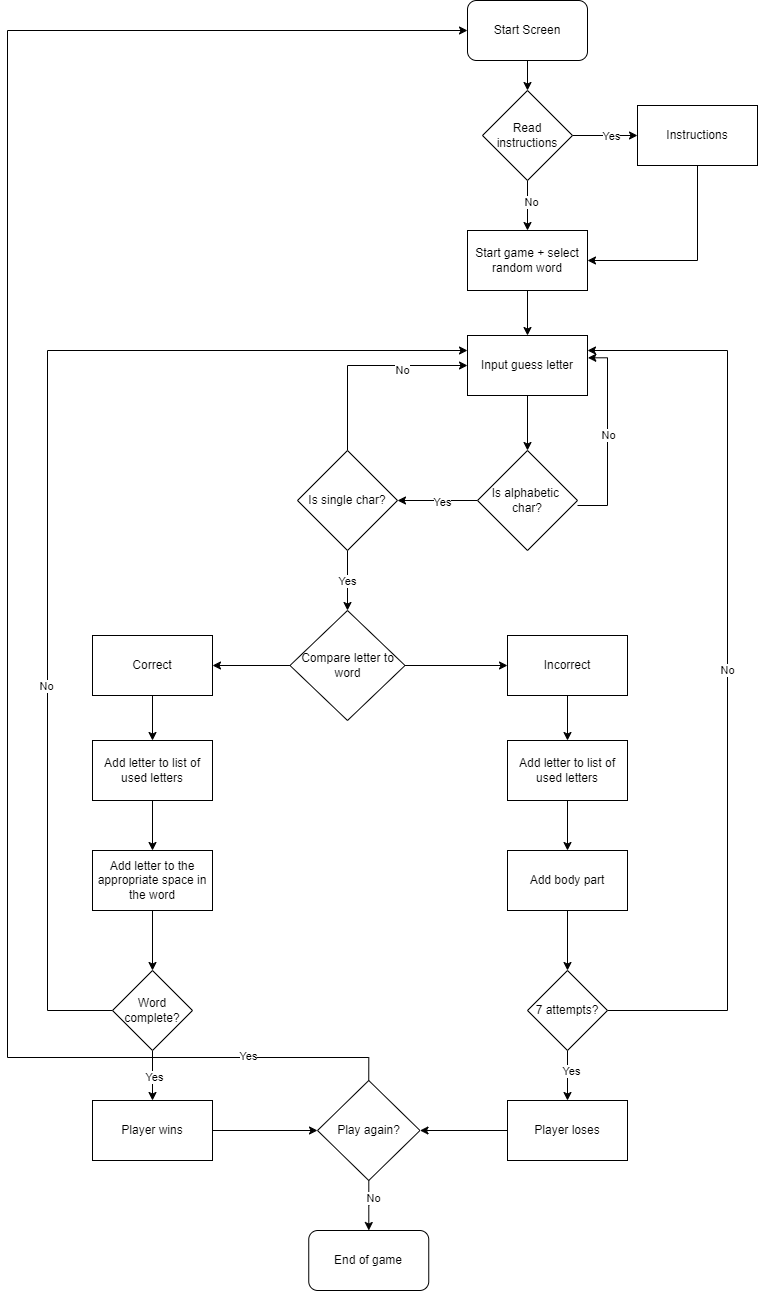 Start Screen
Read
instructions
Yes
Instructions
No
Start game + select
random word
Input guess letter
No
No
Is single char?
Yes
Is alphabetic
char?
Yes
Compare letter to
word
Correct
Incorrect
No
No
Add letter to list of
used letters
Add letter to list of
used letters
Add letter to the
appropriate space in
the word
Add body part
Word
complete?
7 attempts?
Yes
Yes
Yes
Player wins
Play again?
Player loses
No
End of game